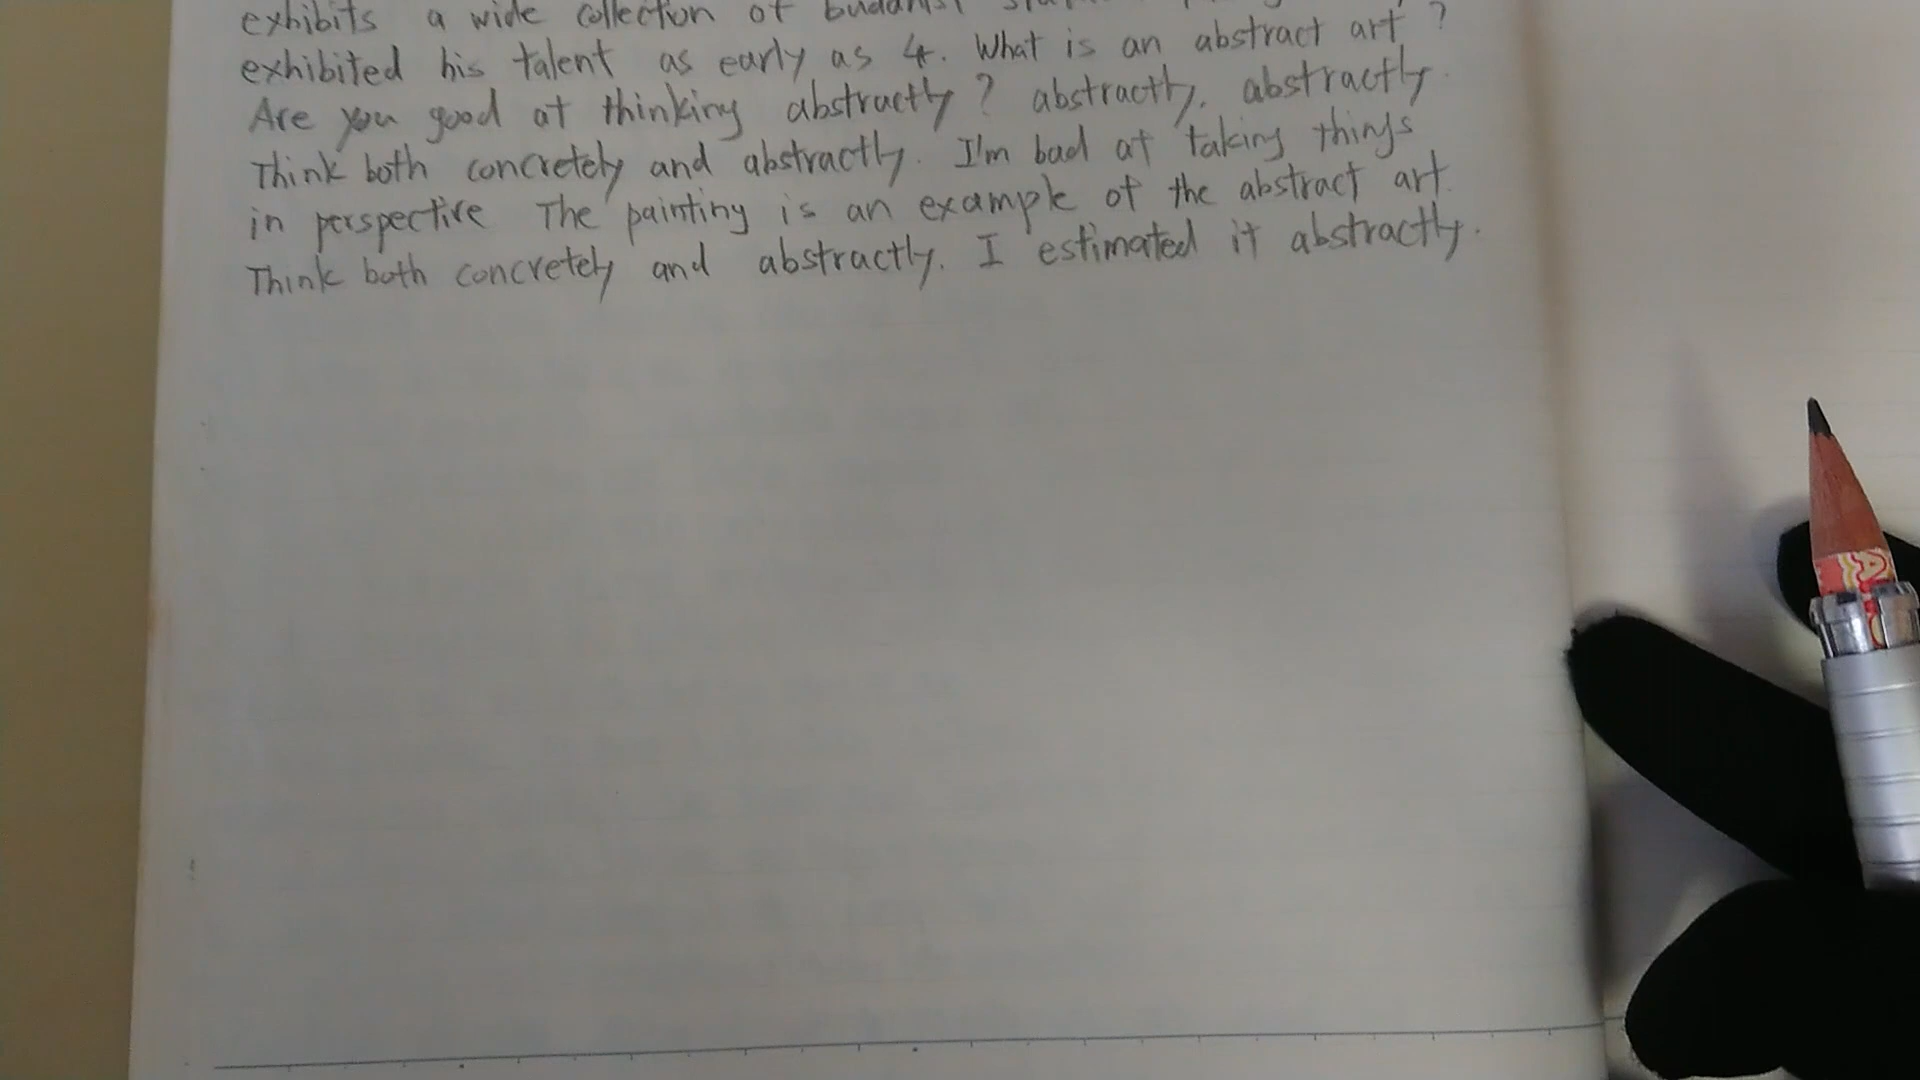 exhibits a wide collection of buddhist
exhibited his talent as early as 4. What is an abstract art?
Are you good at thinking abstractly? abstractly, abstractly.
Think both concretely and abstractly. I'm bad at taking things
in perspective The painting is an example of the abstract art.
Think both concretely and abstractly. I estimated it abstractly.